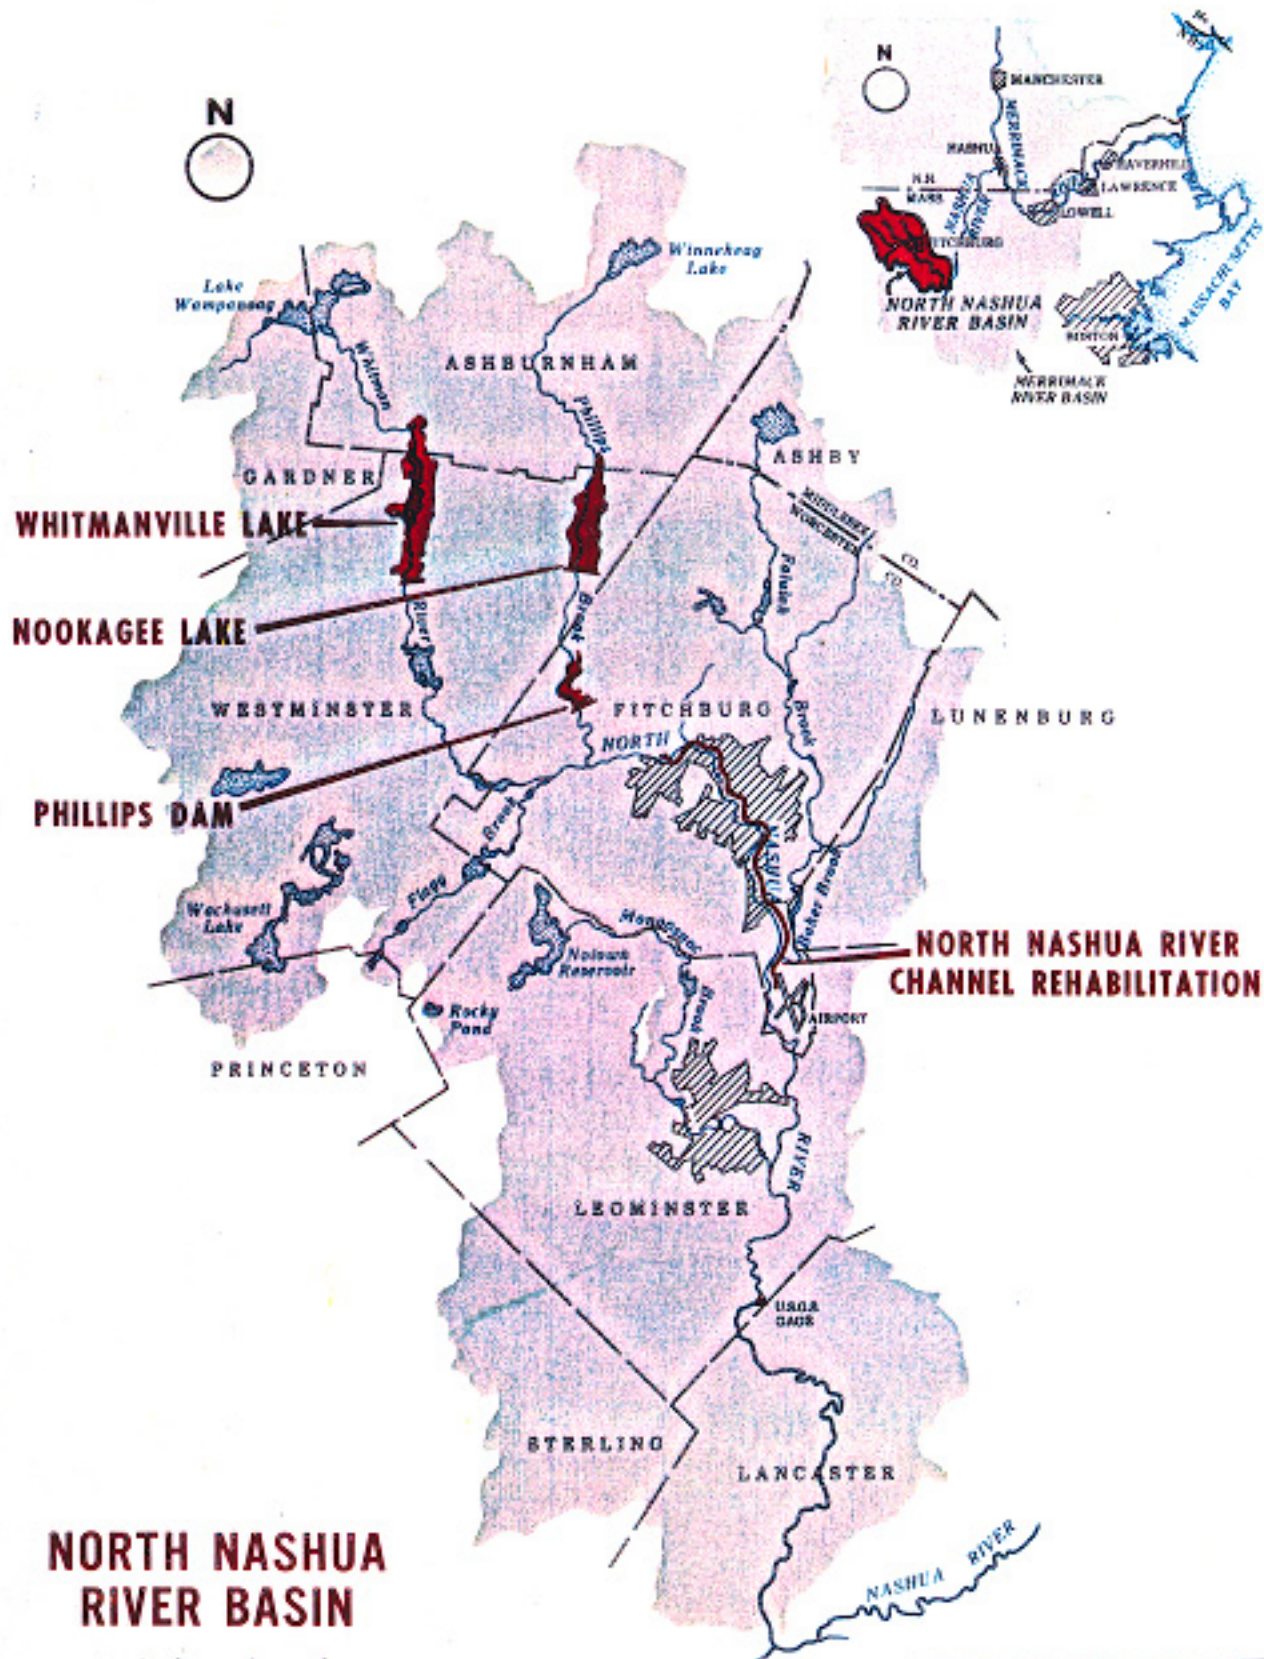 N
N
MANCHESTER
MERRIMACK
NASHUA
HAVERHILL
N.H.
MASS.
LAWRENCE
NASHUA
RIVER
LOWELL
FITCHBURG
NORTH NASHUA
RIVER BASIN
BOSTON
MASSACHUSETTS
BAY
MERRIMACK
RIVER BASIN
Winnekeag
Lake
Lake
Wampanoag
Whitman
ASHBURNHAM
Phillips
ASHBY
GARDNER
MIDDLESEX
WORCESTER
CO.
CO.
WHITMANVILLE LAKE
Falulah
River
Brook
NOOKAGEE LAKE
WESTMINSTER
FITCHBURG
Brook
LUNENBURG
NORTH
PHILLIPS DAM
Brook
NASHUA
Flagg
Baker Brook
Wachusett
Lake
Monoosnoc
Notown
Reservoir
NORTH NASHUA RIVER
CHANNEL REHABILITATION
Brook
Rocky
Pond
AIRPORT
PRINCETON
RIVER
LEOMINSTER
U.S.G.S.
GAGE
STERLING
LANCASTER
NORTH NASHUA
RIVER BASIN
NASHUA RIVER